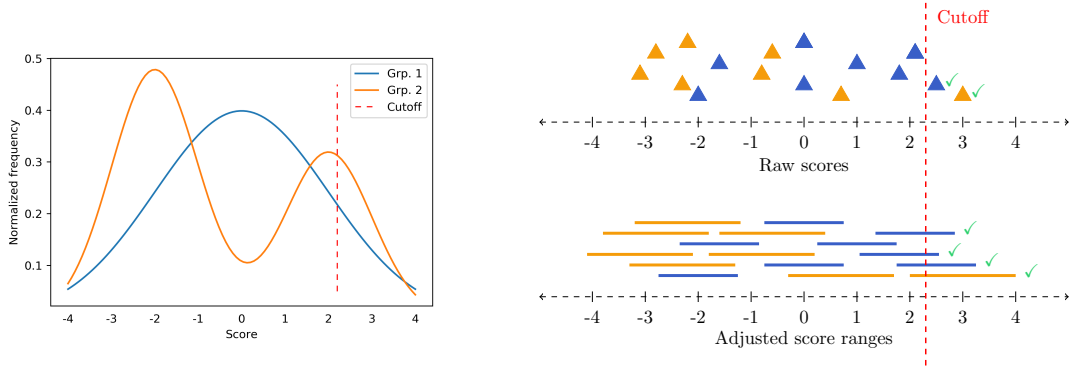 0.5
0.4
0.3
0.2
0.1
Normalized frequency
-4 -3 -2 -1 0 1 2 3 4
Score
Grp. 1
Grp. 2
Cutoff
Cutoff
-4 -3 -2 -1 0 1 2 3 4
Raw scores
-4 -3 -2 -1 0 1 2 3 4
Adjusted score ranges